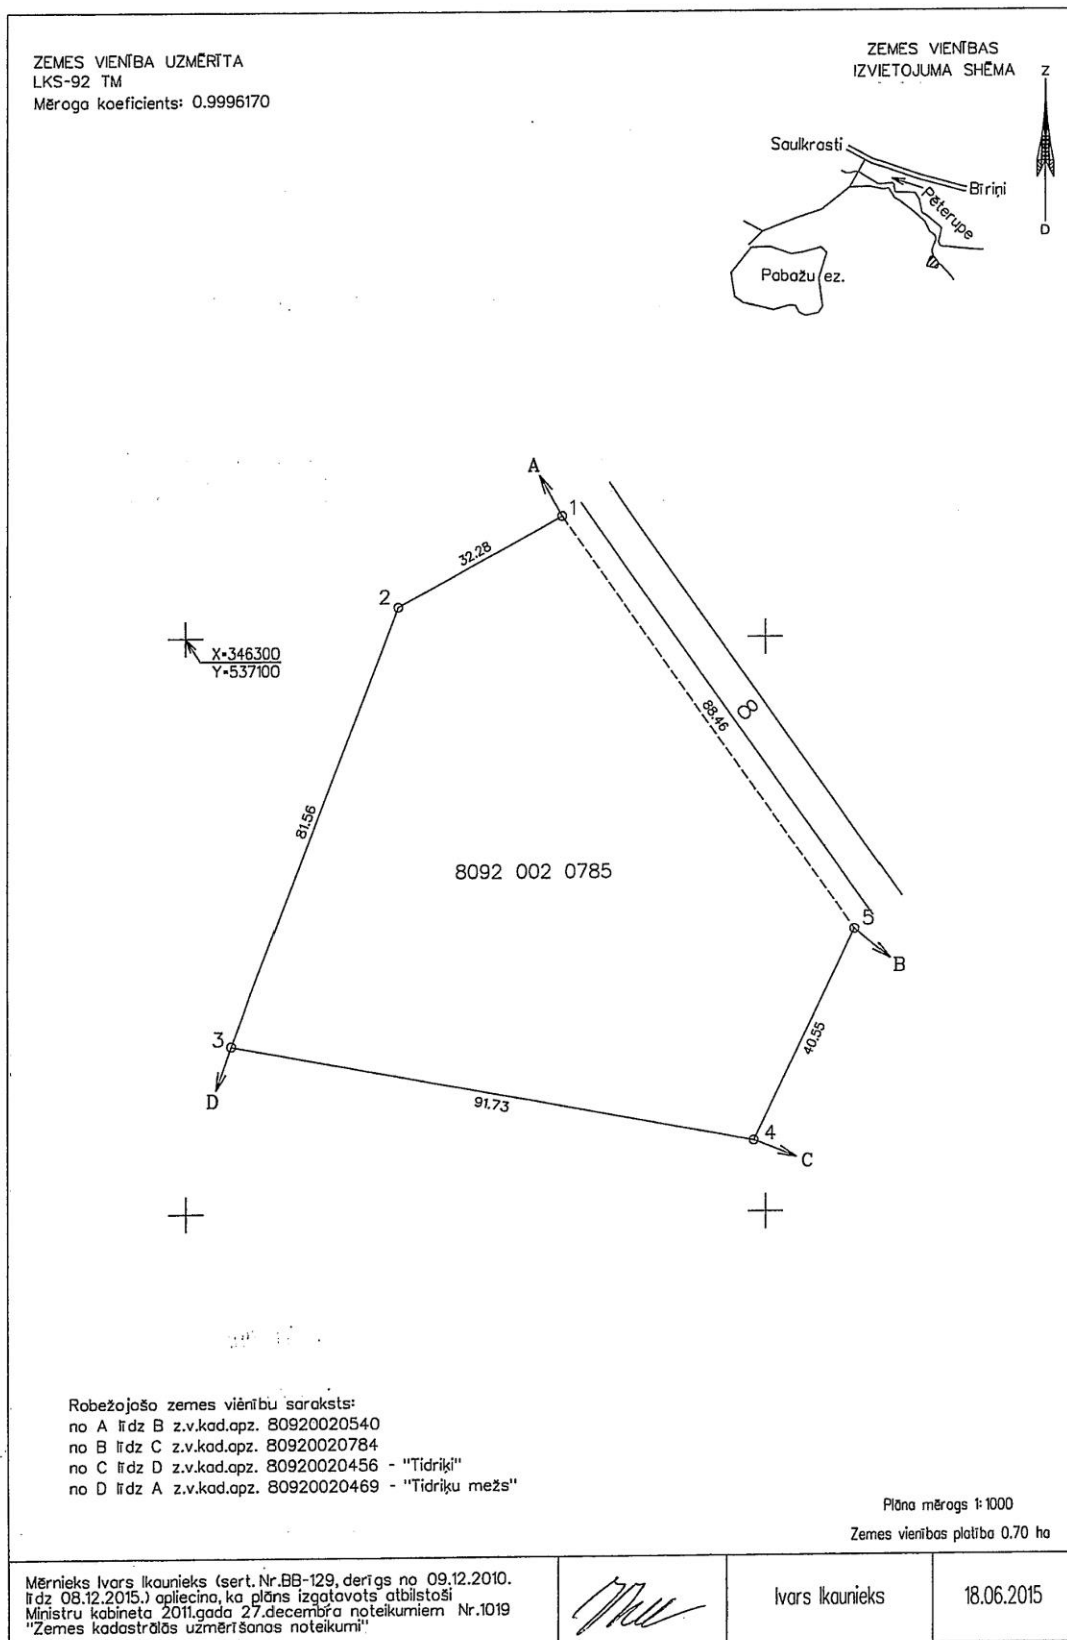 ZEMES VIENĪBA UZMĒRĪTA
LKS-92 TM
Mēroga koeficients: 0.9996170
ZEMES VIENĪBAS
IZVIETOJUMA SHĒMA
Z
Saulkrasti
Bīriņi
Pēterupe
D
Pabažu ez.
A
1
32.28
2
X=346300
Y=537100
88.46
8
81.56
8092 002 0785
5
B
40.55
3
D
91.73
4
C
Robežojošo zemes vienību saraksts:
no A līdz B z.v.kad.apz. 80920020540
no B līdz C z.v.kad.apz. 80920020784
no C līdz D z.v.kad.apz. 80920020456 - "Tidriķi"
no D līdz A z.v.kad.apz. 80920020469 - "Tidriķu mežs"
Plāna mērogs 1:1000
Zemes vienības platība 0.70 ha
Mērnieks Ivars Ikaunieks (sert. Nr.BB-129, derīgs no 09.12.2010.
līdz 08.12.2015.) apliecina, ka plāns izgatavots atbilstoši
Ministru kabineta 2011.gada 27.decembra noteikumiem Nr.1019
"Zemes kadastrālās uzmērīšanas noteikumi"
Ivars Ikaunieks
18.06.2015